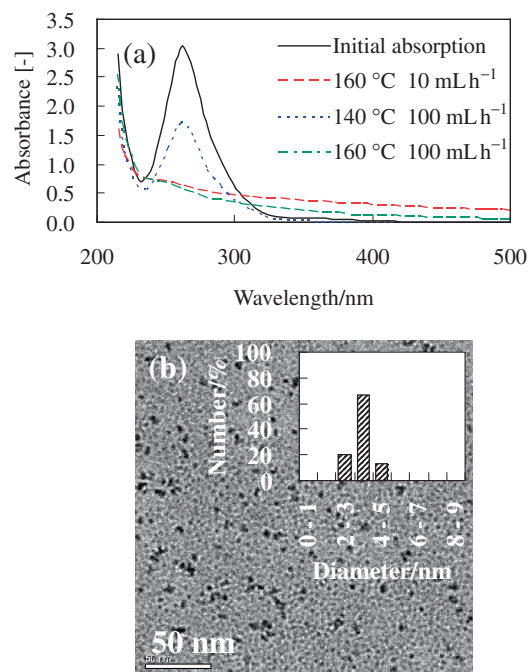 (a)
Absorbance [-]
3.5
3.0
2.5
2.0
1.5
1.0
0.5
0.0
Initial absorption
160 °C 10 mL h⁻¹
140 °C 100 mL h⁻¹
160 °C 100 mL h⁻¹
200 300 400 500
Wavelength/nm
(b)
Number/%
100
80
60
40
20
0
0 - 1 2 - 3 4 - 5 6 - 7 8 - 9
Diameter/nm
50 nm
50 nm